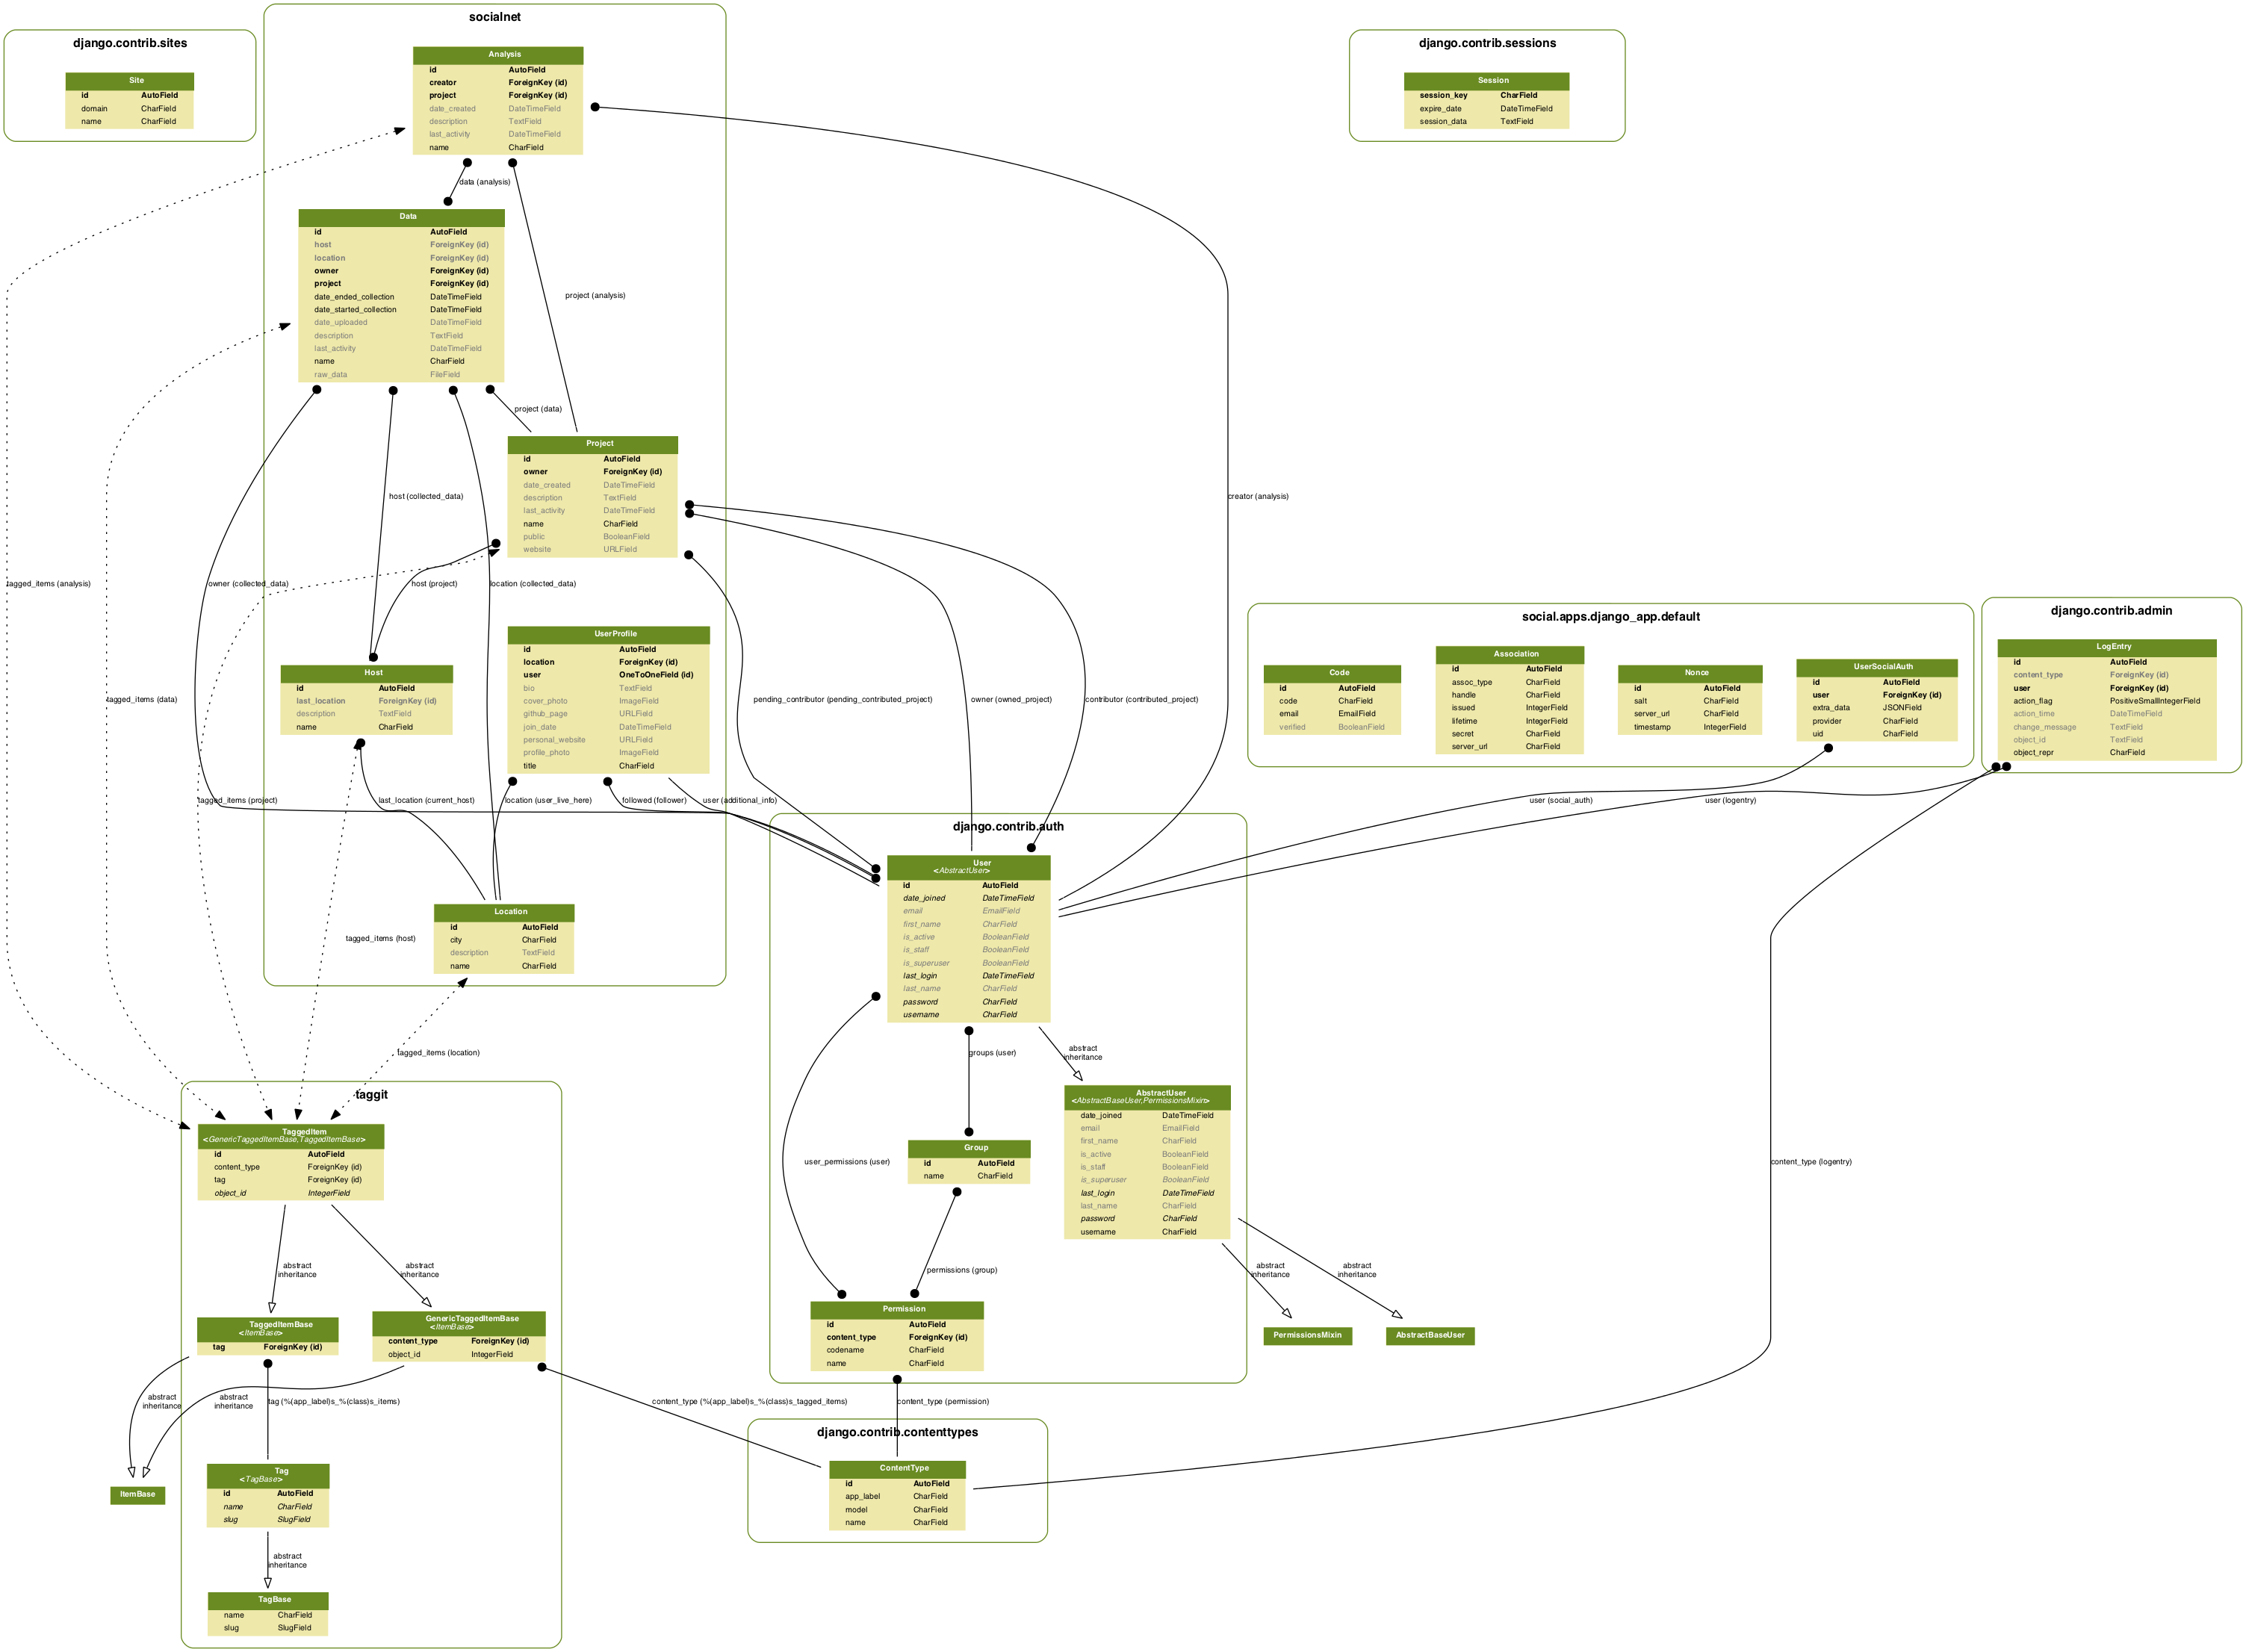 django.contrib.sites
Site
id AutoField
domain CharField
name CharField
socialnet
Analysis
id AutoField
creator ForeignKey (id)
project ForeignKey (id)
date_created DateTimeField
description TextField
last_activity DateTimeField
name CharField
data (analysis)
Data
id AutoField
host ForeignKey (id)
location ForeignKey (id)
owner ForeignKey (id)
project ForeignKey (id)
date_ended_collection DateTimeField
date_started_collection DateTimeField
date_uploaded DateTimeField
description TextField
last_activity DateTimeField
name CharField
raw_data FileField
project (analysis)
project (data)
Project
id AutoField
owner ForeignKey (id)
date_created DateTimeField
description TextField
last_activity DateTimeField
name CharField
public BooleanField
website URLField
host (collected_data)
tagged_items (analysis)
owner (collected_data)
host (project)
location (collected_data)
creator (analysis)
UserProfile
id AutoField
location ForeignKey (id)
user OneToOneField (id)
bio TextField
cover_photo ImageField
github_page URLField
join_date DateTimeField
personal_website URLField
profile_photo ImageField
title CharField
Host
id AutoField
last_location ForeignKey (id)
description TextField
name CharField
tagged_items (data)
pending_contributor (pending_contributed_project)
owner (owned_project)
contributor (contributed_project)
tagged_items (project)
last_location (current_host)
location (user_live_here)
followed (follower)
user (additional_info)
Location
id AutoField
city CharField
description TextField
name CharField
tagged_items (host)
tagged_items (location)
django.contrib.sessions
Session
session_key CharField
expire_date DateTimeField
session_data TextField
social.apps.django_app.default
Code
id AutoField
code CharField
email EmailField
verified BooleanField
Association
id AutoField
assoc_type CharField
handle CharField
issued IntegerField
lifetime IntegerField
secret CharField
server_url CharField
Nonce
id AutoField
salt CharField
server_url CharField
timestamp IntegerField
UserSocialAuth
id AutoField
user ForeignKey (id)
extra_data JSONField
provider CharField
uid CharField
django.contrib.admin
LogEntry
id AutoField
content_type ForeignKey (id)
user ForeignKey (id)
action_flag PositiveSmallIntegerField
action_time DateTimeField
change_message TextField
object_id TextField
object_repr CharField
user (social_auth)
user (logentry)
django.contrib.auth
User
<AbstractUser>
id AutoField
date_joined DateTimeField
email EmailField
first_name CharField
is_active BooleanField
is_staff BooleanField
is_superuser BooleanField
last_login DateTimeField
last_name CharField
password CharField
username CharField
groups (user)
abstract
inheritance
AbstractUser
<AbstractBaseUser,PermissionsMixin>
date_joined DateTimeField
email EmailField
first_name CharField
is_active BooleanField
is_staff BooleanField
is_superuser BooleanField
last_login DateTimeField
last_name CharField
password CharField
username CharField
user_permissions (user)
Group
id AutoField
name CharField
content_type (logentry)
permissions (group)
abstract
inheritance
abstract
inheritance
Permission
id AutoField
content_type ForeignKey (id)
codename CharField
name CharField
PermissionsMixin
AbstractBaseUser
taggit
TaggedItem
<GenericTaggedItemBase,TaggedItemBase>
id AutoField
content_type ForeignKey (id)
tag ForeignKey (id)
object_id IntegerField
abstract
inheritance
abstract
inheritance
TaggedItemBase
<ItemBase>
tag ForeignKey (id)
GenericTaggedItemBase
<ItemBase>
content_type ForeignKey (id)
object_id IntegerField
abstract
inheritance
abstract
inheritance
tag (%(app_label)s_%(class)s_items)
content_type (%(app_label)s_%(class)s_tagged_items)
content_type (permission)
django.contrib.contenttypes
ContentType
id AutoField
app_label CharField
model CharField
name CharField
ItemBase
Tag
<TagBase>
id AutoField
name CharField
slug SlugField
abstract
inheritance
TagBase
name CharField
slug SlugField